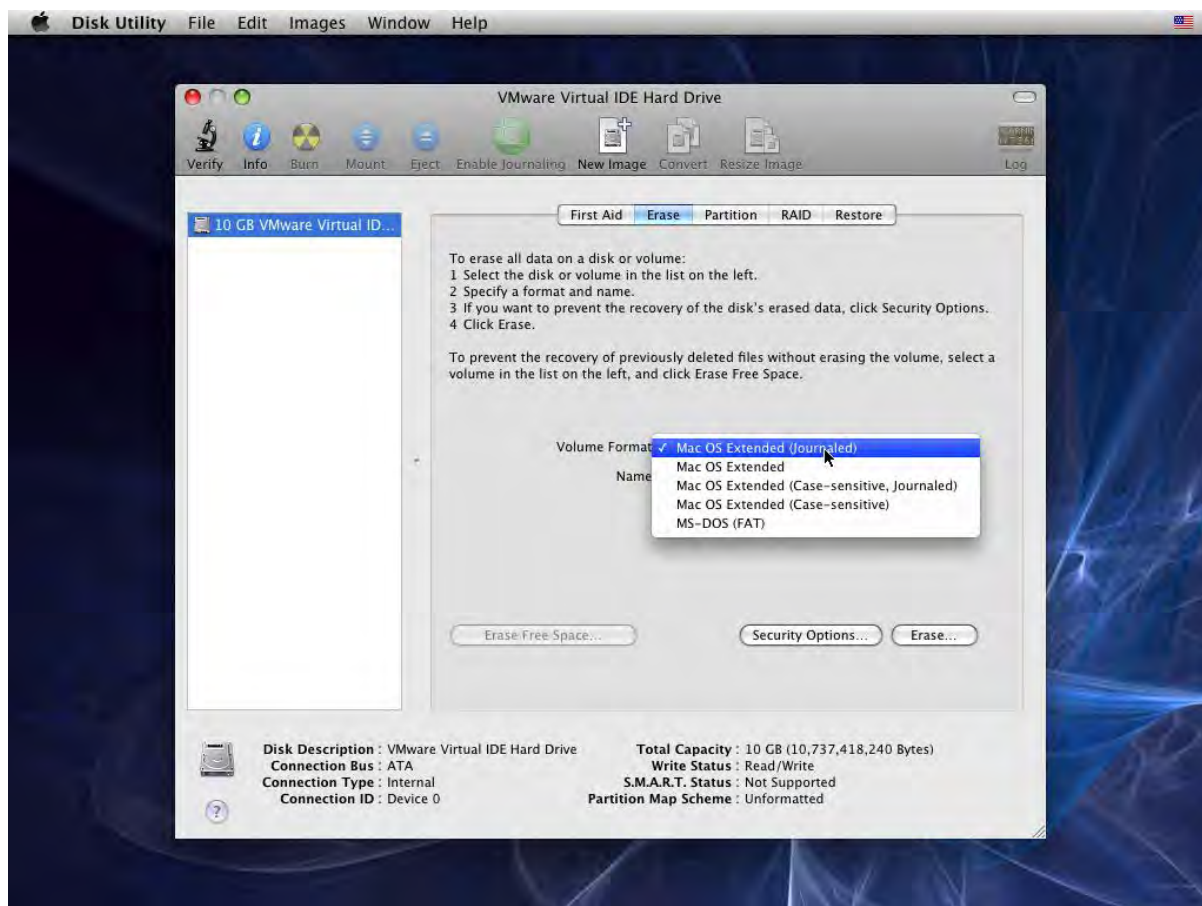 Disk Utility File Edit Images Window Help
VMware Virtual IDE Hard Drive
Verify Info Burn Mount Eject Enable Journaling New Image Convert Resize Image Log
10 GB VMware Virtual ID...
First Aid Erase Partition RAID Restore
To erase all data on a disk or volume:
1 Select the disk or volume in the list on the left.
2 Specify a format and name.
3 If you want to prevent the recovery of the disk's erased data, click Security Options.
4 Click Erase.
To prevent the recovery of previously deleted files without erasing the volume, select a
volume in the list on the left, and click Erase Free Space.
Volume Format ✓ Mac OS Extended (Journaled)
Mac OS Extended
Name
Mac OS Extended (Case-sensitive, Journaled)
Mac OS Extended (Case-sensitive)
MS-DOS (FAT)
Erase Free Space... Security Options... Erase...
Disk Description : VMware Virtual IDE Hard Drive Total Capacity : 10 GB (10,737,418,240 Bytes)
Connection Bus : ATA Write Status : Read/Write
Connection Type : Internal S.M.A.R.T. Status : Not Supported
Connection ID : Device 0 Partition Map Scheme : Unformatted
?